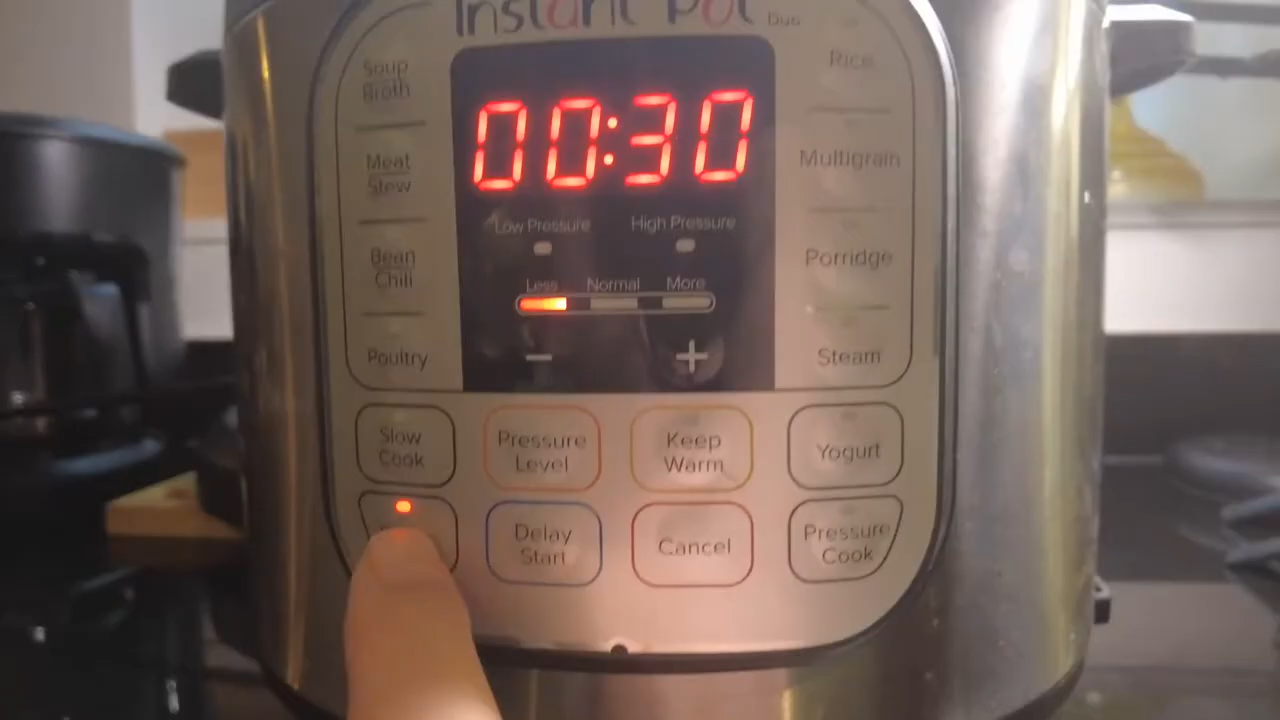 Instant Pot Duo
Soup
Broth
Meat
Stew
Bean
Chili
Poultry
00:30
Low Pressure
High Pressure
Less
Normal
More
−
+
Rice
Multigrain
Porridge
Steam
Slow
Cook
Pressure
Level
Keep
Warm
Yogurt
Delay
Start
Cancel
Pressure
Cook